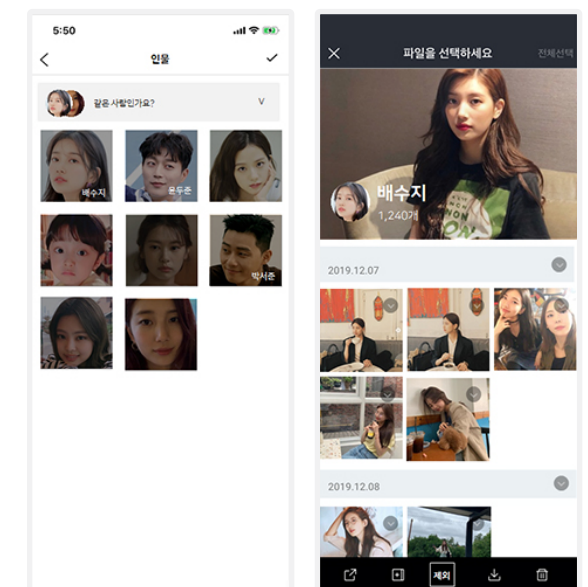 5:50
인물
같은 사람인가요?
배수지
윤두준
박서준
파일을 선택하세요
전체선택
배수지
1,240개
2019.12.07
2019.12.08
제외